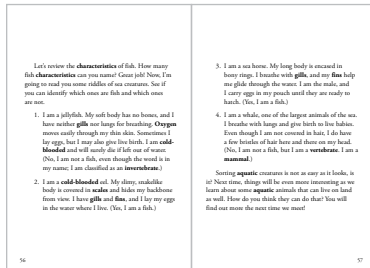 Let's review the characteristics of fish. How many
fish characteristics can you name? Great job! Now, I'm
going to read you some riddles of sea creatures. See if
you can identify which ones are fish and which ones
are not.
1. I am a jellyfish. My soft body has no bones, and I
have neither gills nor lungs for breathing. Oxygen
moves easily through my thin skin. Sometimes I
lay eggs, but I may also give birth. I am cold-
blooded and will surely die if left out of water.
(No, I am not a fish, even though the word is in
my name; I am classified as an invertebrate.)
2. I am a cold-blooded eel. My slimy, snakelike
body is covered in scales and hides my backbone
from view. I have gills and fins, and I lay my eggs
in the water where I live. (Yes, I am a fish.)
56
3. I am a sea horse. My long body is encased in
bony rings. I breathe with gills, and my fins help
me glide through the water. I am the male, and
I carry eggs in my pouch until they are ready to
hatch. (Yes, I am a fish.)
4. I am a whale, one of the largest animals of the sea.
I breathe with lungs and give birth to live babies.
Even though I am not covered in hair, I do have
a few bristles of hair here and there on my head.
(No, I am not a fish, but I am a vertebrate. I am a
mammal.)
Sorting aquatic creatures is not as easy as it looks, is
it? Next time, things will be even more interesting as we
learn about some aquatic animals that can live on land
as well. How do you think they can do that? You will
find out more the next time we meet!
57